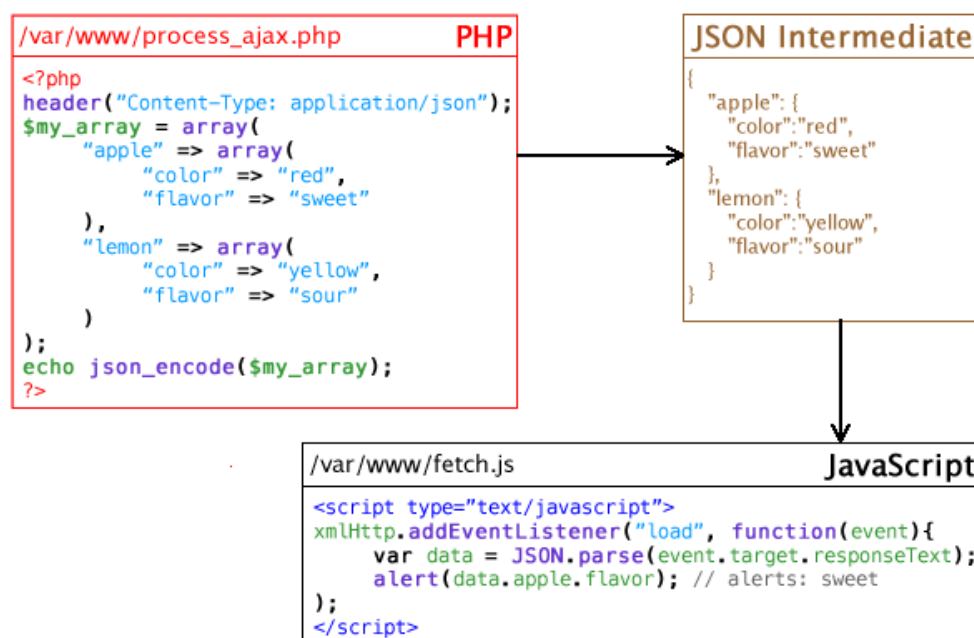 /var/www/process_ajax.php PHP
<?php
header(“Content-Type: application/json”);
$my_array = array(
“apple” => array(
“color” => “red”,
“flavor” => “sweet”
),
“lemon” => array(
“color” => “yellow”,
“flavor” => “sour”
)
);
echo json_encode($my_array);
?>
JSON Intermediate
{
"apple": {
"color":"red",
"flavor":"sweet"
},
"lemon": {
"color":"yellow",
"flavor":"sour"
}
}
/var/www/fetch.js JavaScript
<script type=”text/javascript”>
xmlHttp.addEventListener(“load”, function(event){
var data = JSON.parse(event.target.responseText);
alert(data.apple.flavor); // alerts: sweet
);
</script>